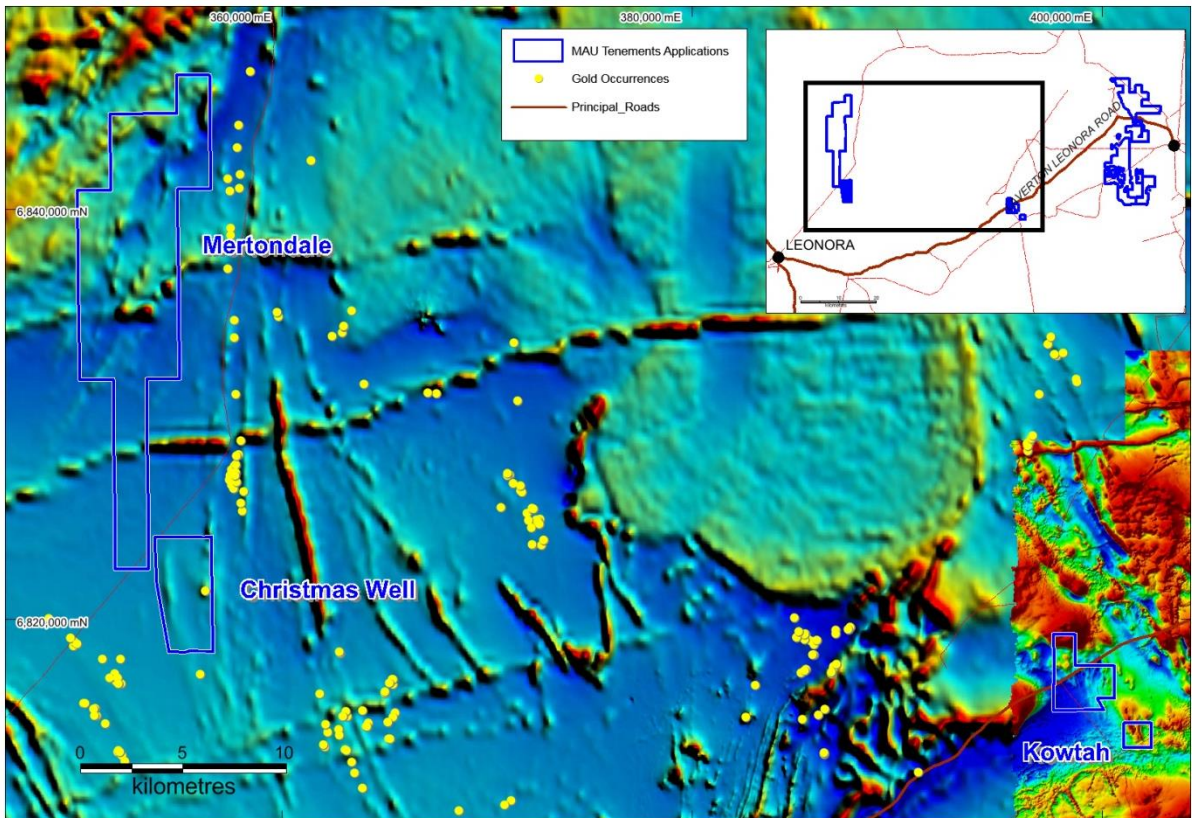 360,000 mE
380,000 mE
400,000 mE
MAU Tenements Applications
Gold Occurrences
Principal_Roads
AVERTON LEONORA ROAD
LEONORA
6,840,000 mN
Mertondale
Christmas Well
6,820,000 mN
0 5 10
kilometres
Kowtah